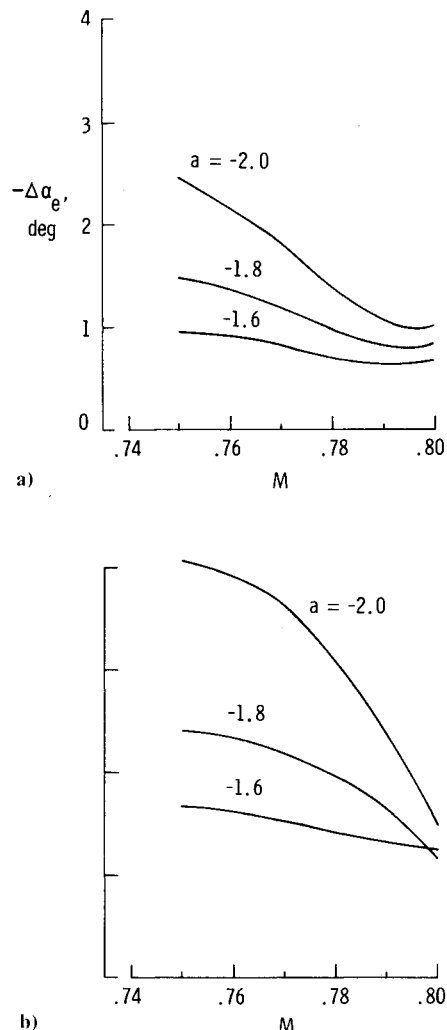 4
3
a = -2.0
-Δα_e,
deg
2
-1.8
1
-1.6
0
.74
.76
.78
.80
a)
M
a = -2.0
-1.8
-1.6
.74
.76
.78
.80
b)
M